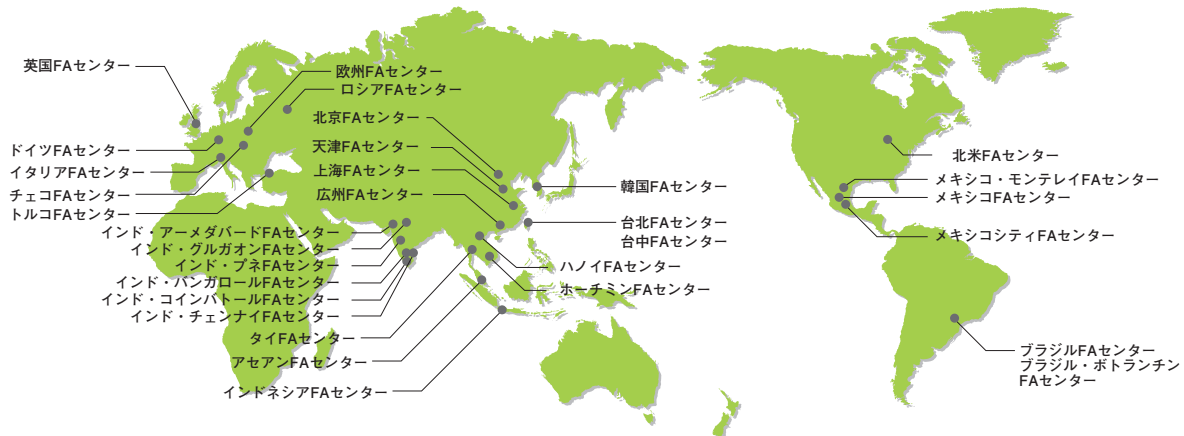 英国FAセンター
ドイツFAセンター
イタリアFAセンター
チェコFAセンター
トルコFAセンター
欧州FAセンター
ロシアFAセンター
北京FAセンター
天津FAセンター
上海FAセンター
広州FAセンター
韓国FAセンター
台北FAセンター
台中FAセンター
インド・アーメダバードFAセンター
インド・グルガオンFAセンター
インド・プネFAセンター
インド・バンガロールFAセンター
インド・コインバトールFAセンター
インド・チェンナイFAセンター
タイFAセンター
アセアンFAセンター
インドネシアFAセンター
ハノイFAセンター
ホーチミンFAセンター
北米FAセンター
メキシコ・モンテレイFAセンター
メキシコFAセンター
メキシコシティFAセンター
ブラジルFAセンター
ブラジル・ボトランチン
FAセンター